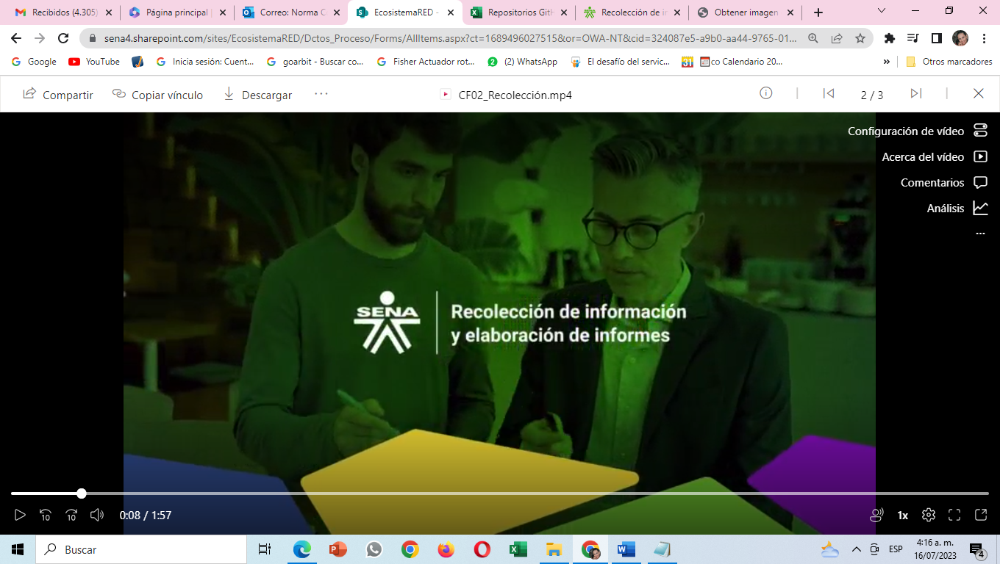 Recibidos (4.305)
Página principal
Correo: Norma C
EcosistemaRED -
Repositorios GitH
Recolección de in
Obtener imagen
sena4.sharepoint.com/sites/EcosistemaRED/Dctos_Proceso/Forms/AllItems.aspx?ct=1689496027515&or=OWA-NT&cid=324087e5-a9b0-aa44-9765-01...
Google
YouTube
Inicia sesión: Cuent...
goarbit - Buscar co...
Fisher Actuador rot...
(2) WhatsApp
El desafío del servic...
co Calendario 20...
»
Otros marcadores
Compartir
Copiar vínculo
Descargar
...
CF02_Recolección.mp4
2 / 3
Configuración de vídeo
Acerca del vídeo
Comentarios
Análisis
...
SENA
Recolección de información
y elaboración de informes
10
10
0:08 / 1:57
1x
Buscar
ESP
4:16 a. m.
16/07/2023
4